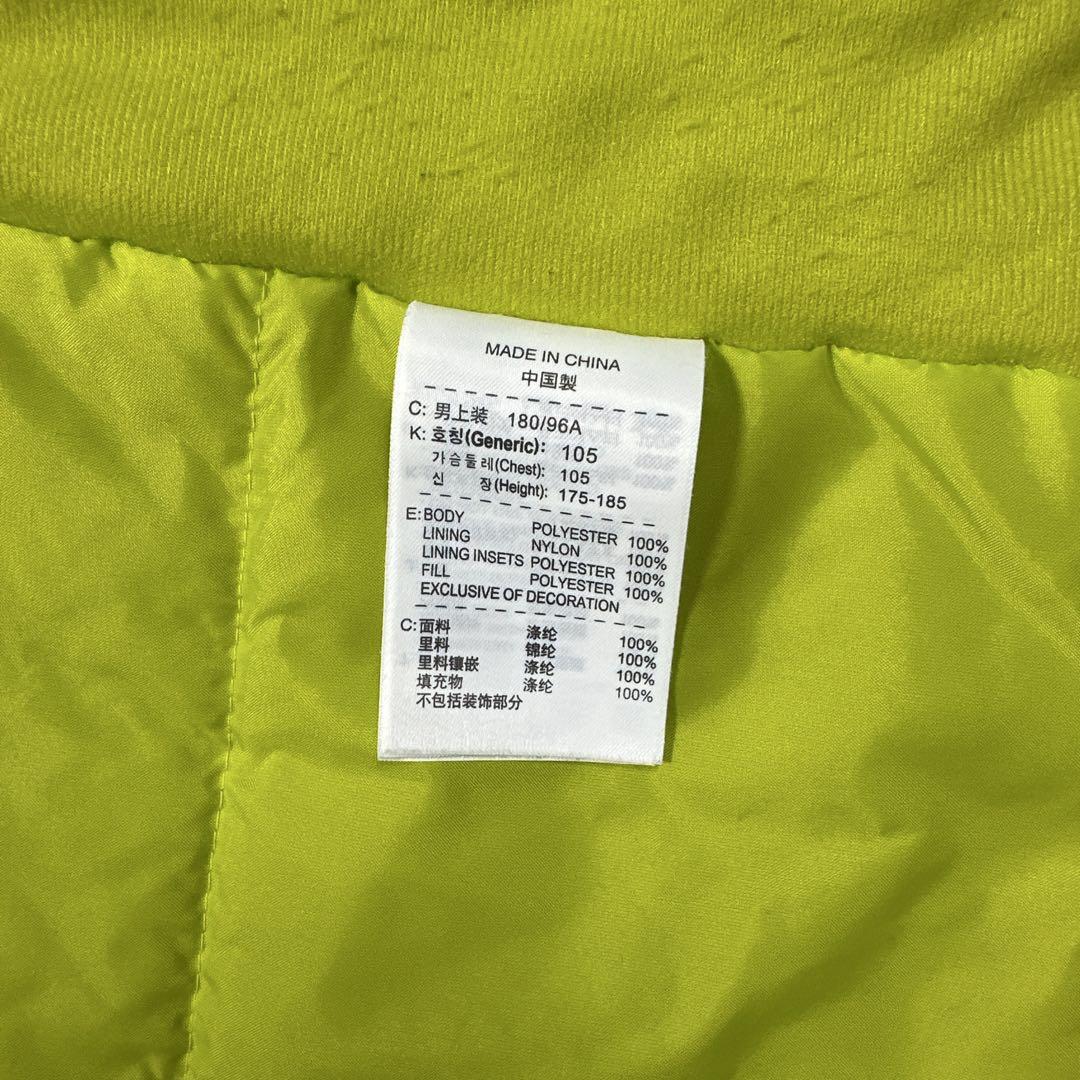 MADE IN CHINA
中国製
C: 男上装 180/96A
K: 호칭(Generic): 105
가슴둘레(Chest): 105
신 장(Height): 175-185
E: BODY POLYESTER 100%
LINING NYLON 100%
LINING INSETS POLYESTER 100%
FILL POLYESTER 100%
EXCLUSIVE OF DECORATION
C: 面料 涤纶 100%
里料 锦纶 100%
里料镶嵌 涤纶 100%
填充物 涤纶 100%
不包括装饰部分